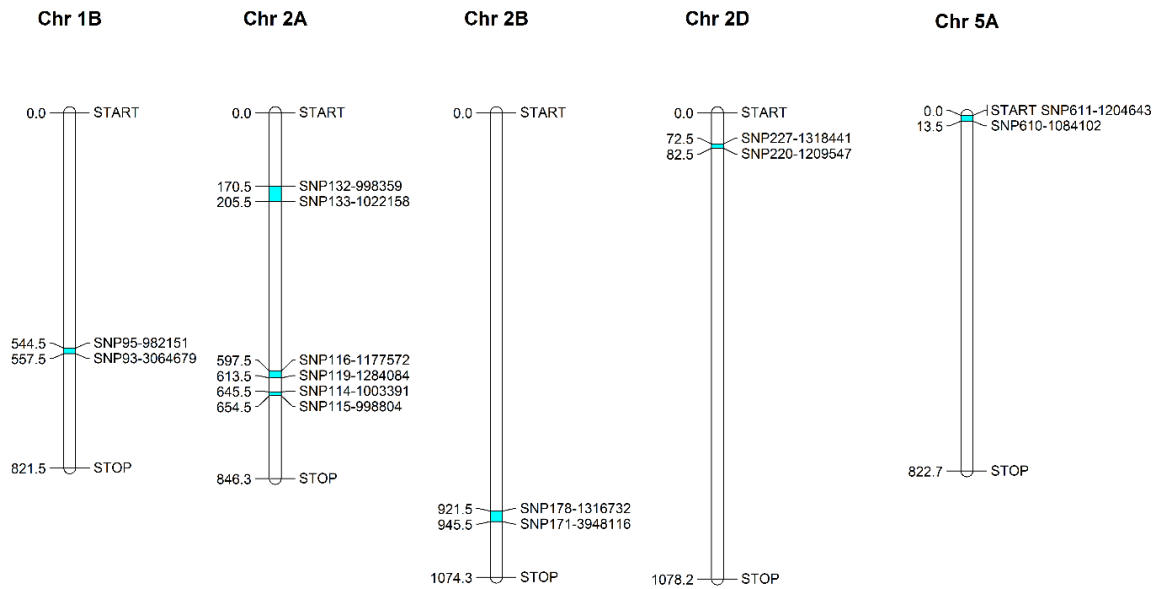 Chr 1B
0.0 START
544.5 SNP95-982151
557.5 SNP93-3064679
821.5 STOP
Chr 2A
0.0 START
170.5 SNP132-998359
205.5 SNP133-1022158
597.5 SNP116-1177572
613.5 SNP119-1284084
645.5 SNP114-1003391
654.5 SNP115-998804
846.3 STOP
Chr 2B
0.0 START
921.5 SNP178-1316732
945.5 SNP171-3948116
1074.3 STOP
Chr 2D
0.0 START
72.5 SNP227-1318441
82.5 SNP220-1209547
1078.2 STOP
Chr 5A
0.0 START SNP611-1204643
13.5 SNP610-1084102
822.7 STOP